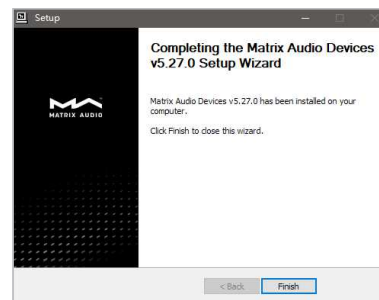 Setup
Completing the Matrix Audio Devices
v5.27.0 Setup Wizard
MATRIX AUDIO
Matrix Audio Devices v5.27.0 has been installed on your
computer.
Click Finish to close this wizard.
< Back
Finish